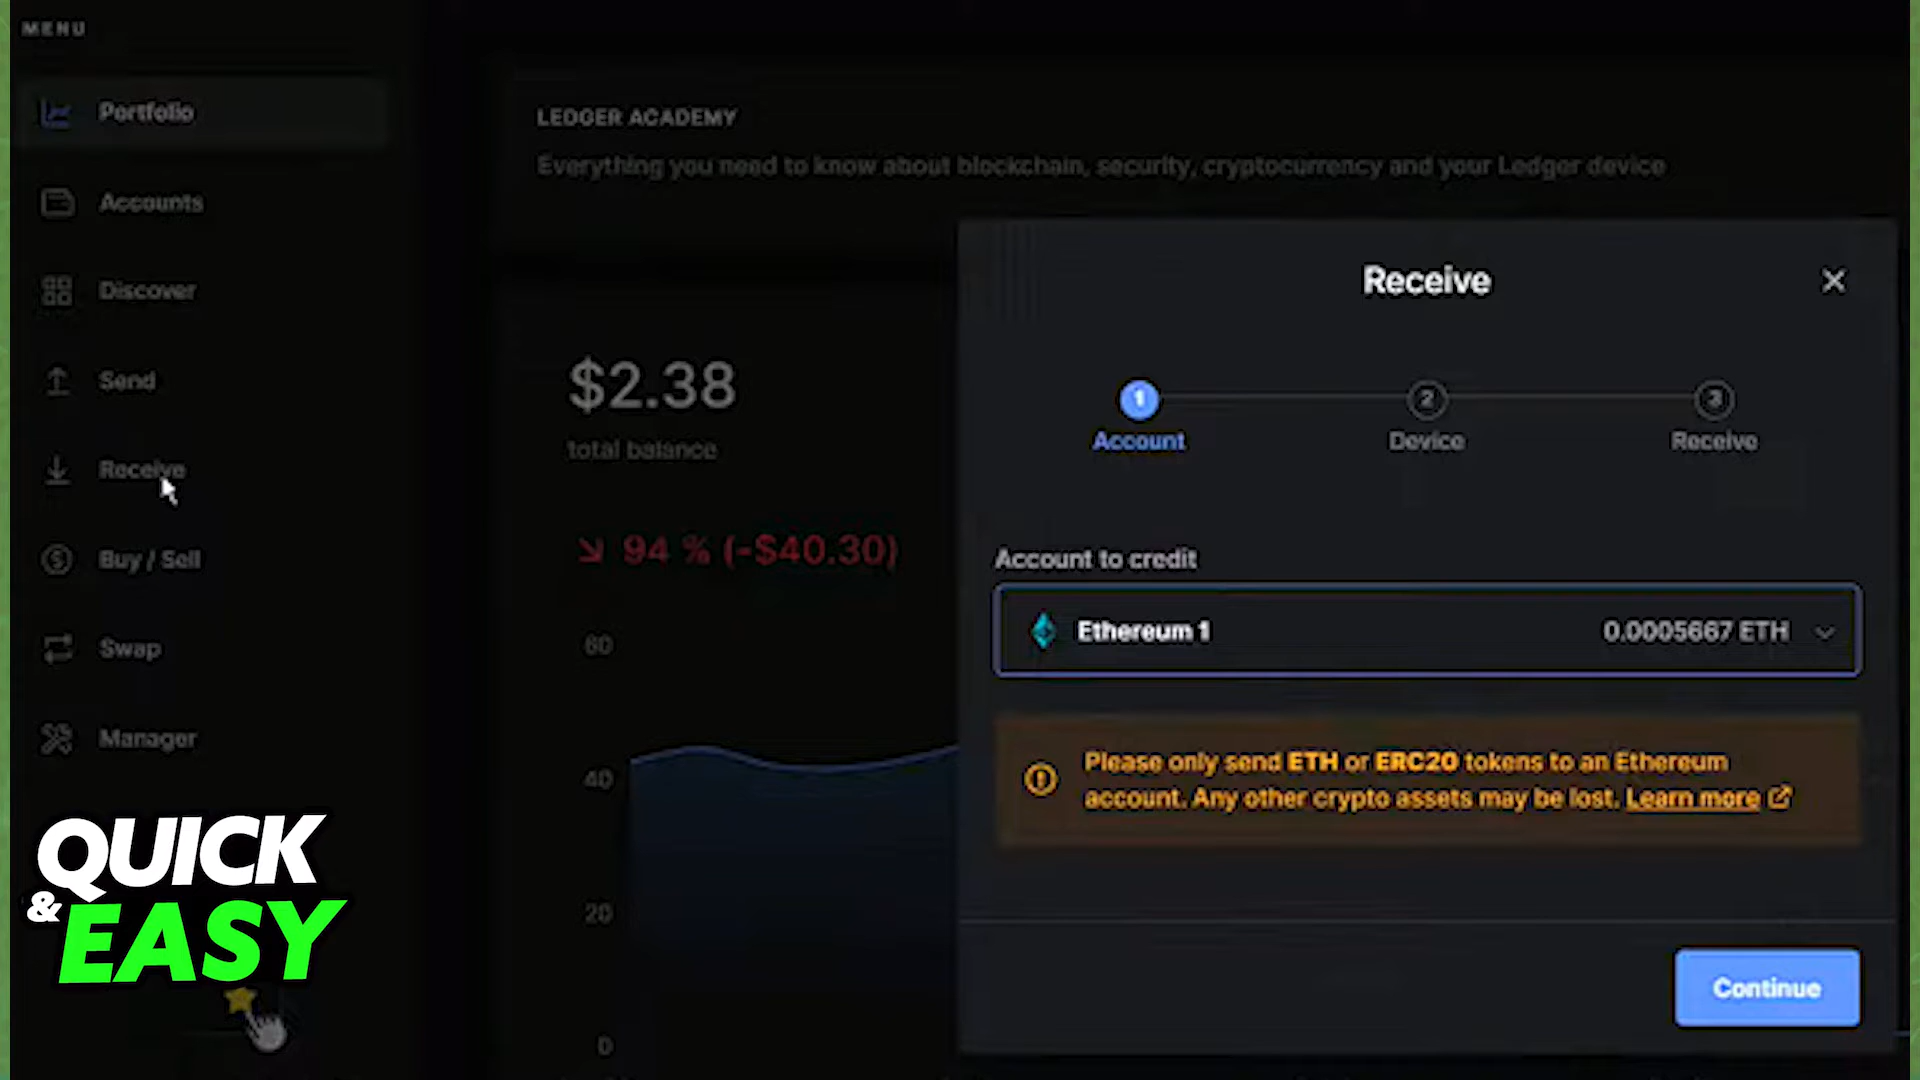 MENU
Portfolio
Accounts
Discover
Send
Receive
Buy / Sell
Swap
Manager
QUICK
& EASY
LEDGER ACADEMY
Everything you need to know about blockchain, security, cryptocurrency and your Ledger device
$2.38
total balance
94 % (-$40.30)
60
40
20
0
Receive
1
2
3
Account
Device
Receive
Account to credit
Ethereum 1
0.0005667 ETH
Please only send ETH or ERC20 tokens to an Ethereum
account. Any other crypto assets may be lost. Learn more
Continue